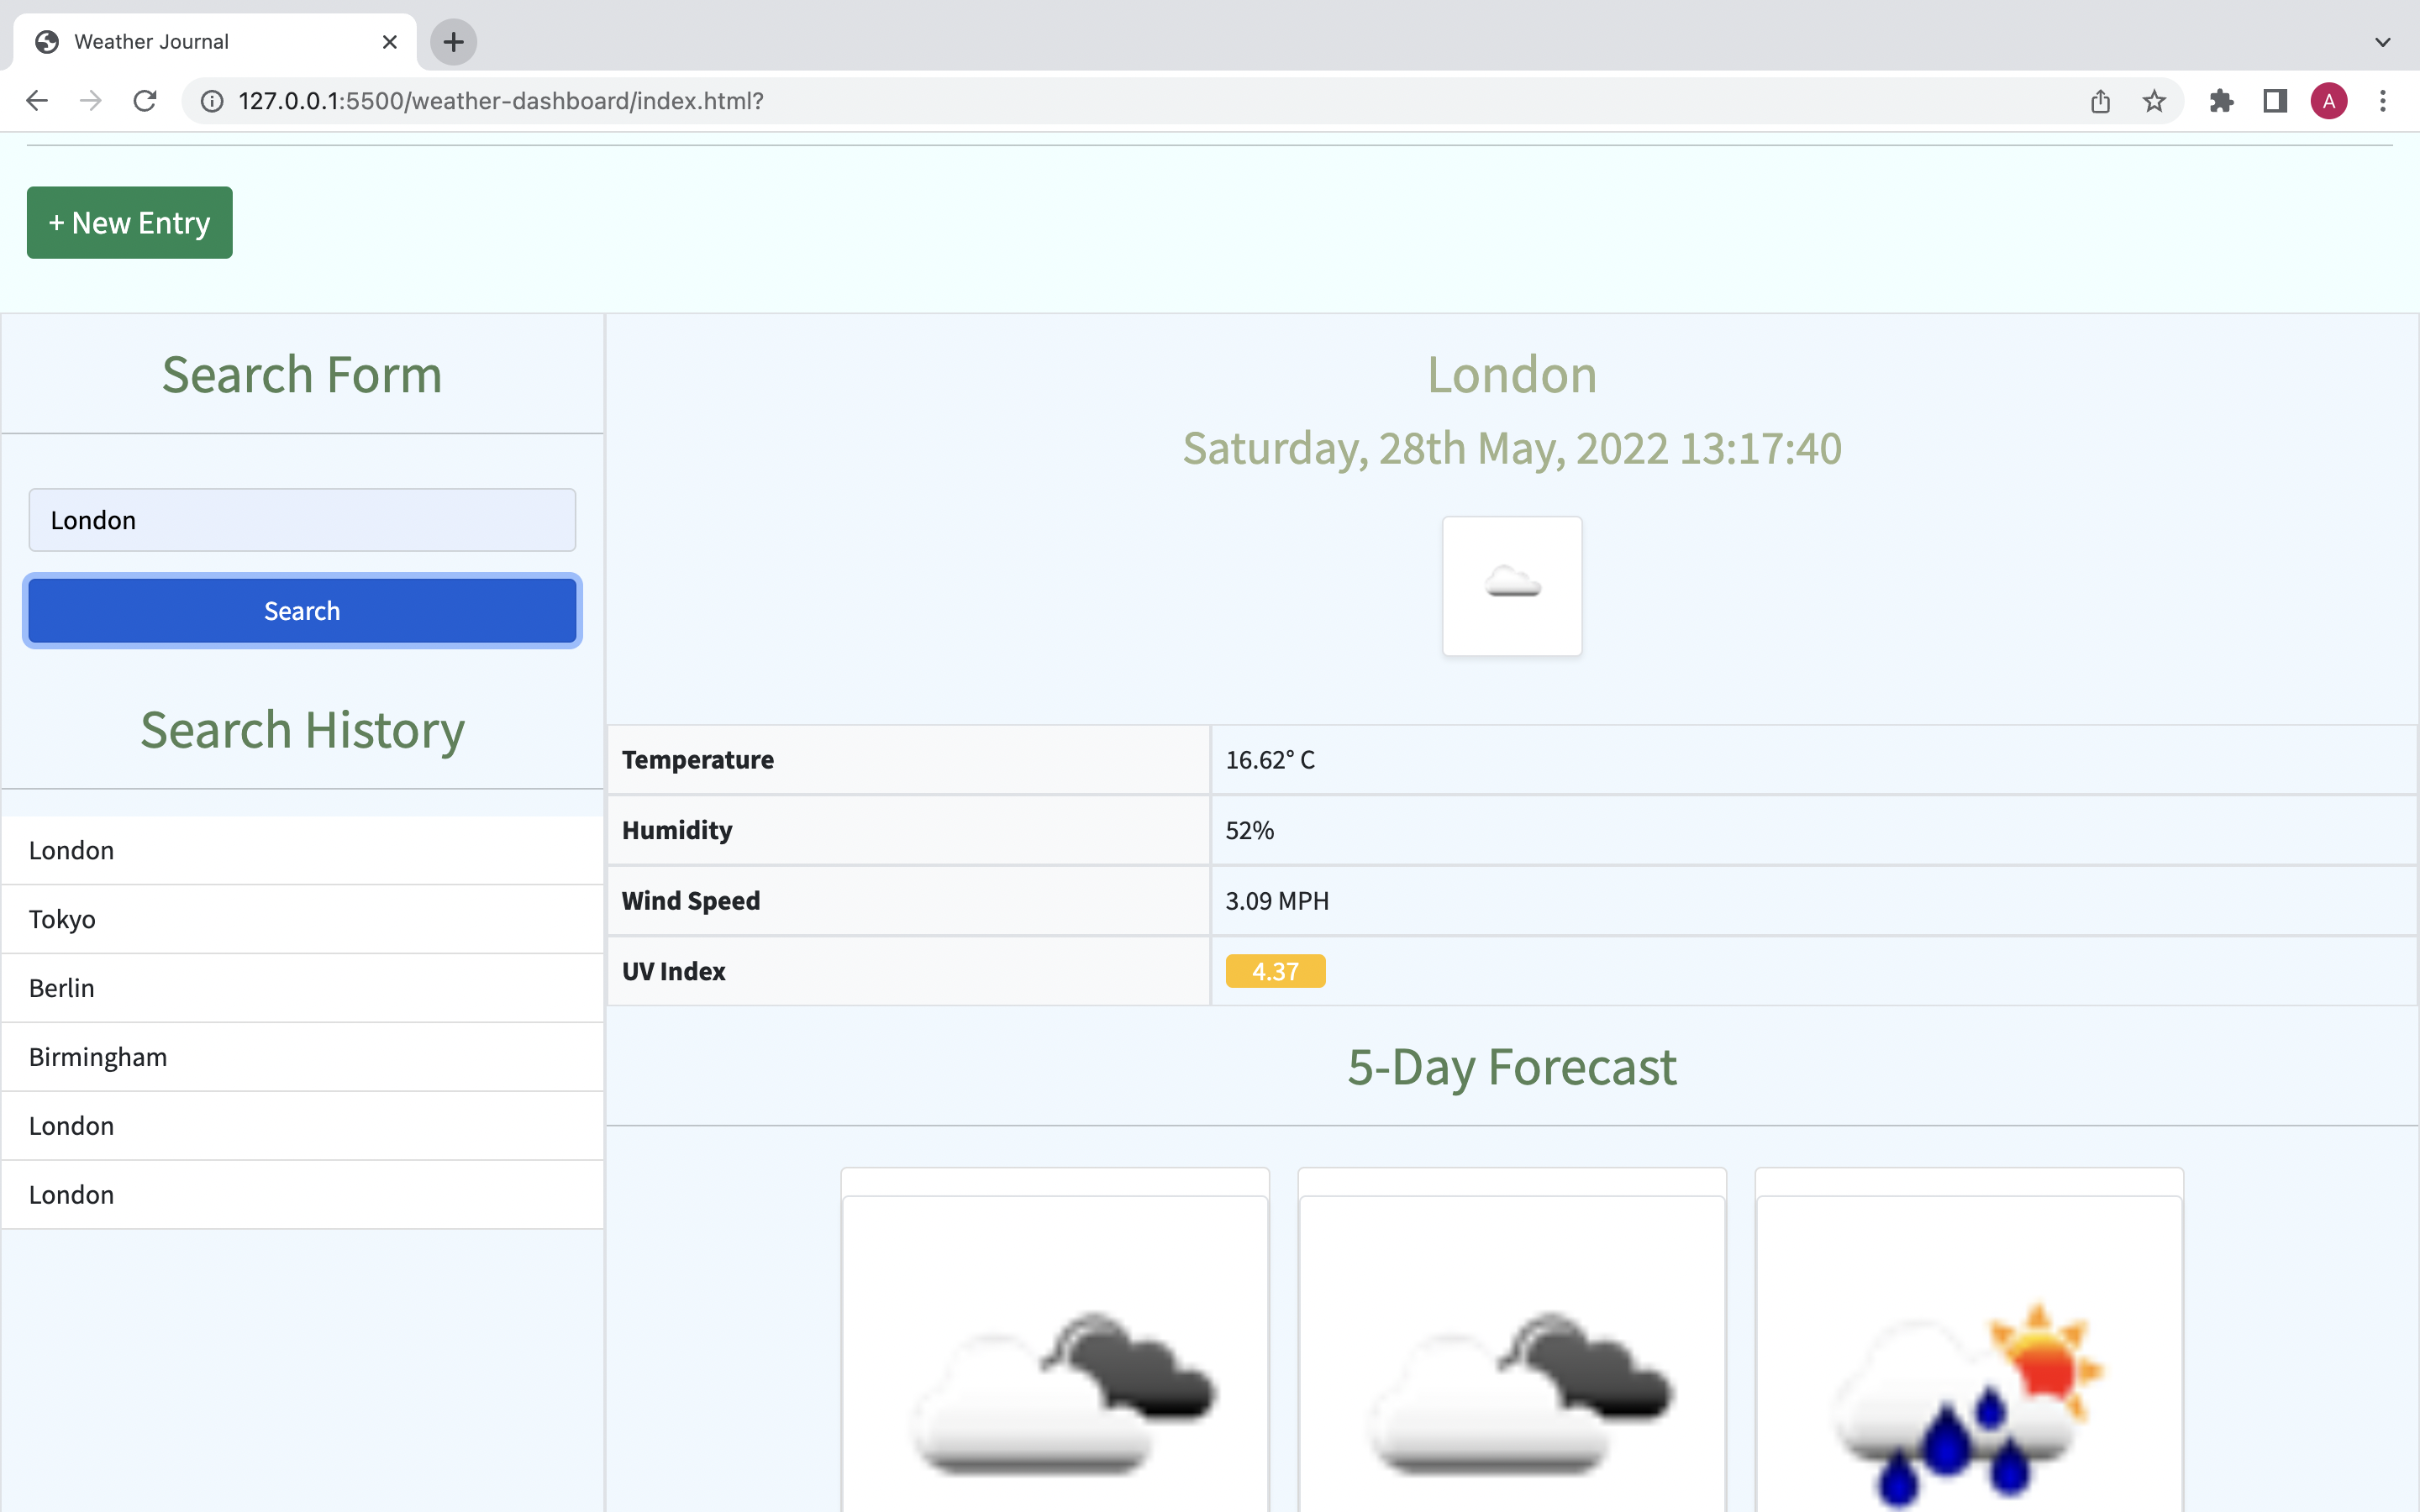 Weather Journal
127.0.0.1:5500/weather-dashboard/index.html?
A
+ New Entry
Search Form
London
Search
Search History
London
Tokyo
Berlin
Birmingham
London
London
London
Saturday, 28th May, 2022 13:17:40
Temperature 16.62° C
Humidity 52%
Wind Speed 3.09 MPH
UV Index 4.37
5-Day Forecast